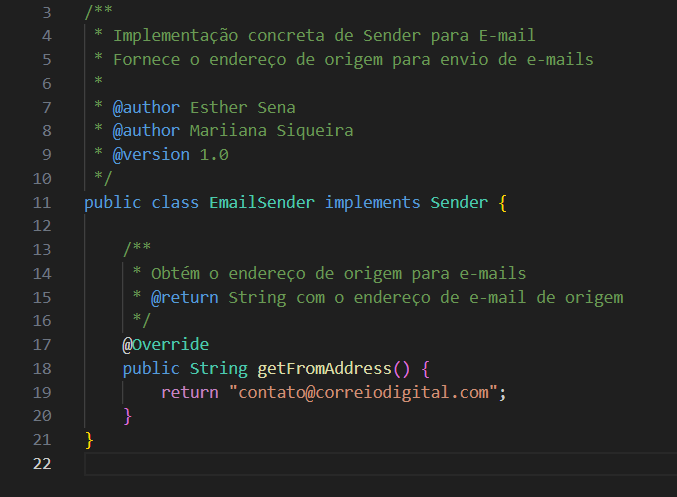 3 /**
4 * Implementação concreta de Sender para E-mail
5 * Fornece o endereço de origem para envio de e-mails
6 *
7 * @author Esther Sena
8 * @author Mariiana Siqueira
9 * @version 1.0
10 */
11 public class EmailSender implements Sender {
12
13 /**
14 * Obtém o endereço de origem para e-mails
15 * @return String com o endereço de e-mail de origem
16 */
17 @Override
18 public String getFromAddress() {
19 return "contato@correiodigital.com";
20 }
21 }
22